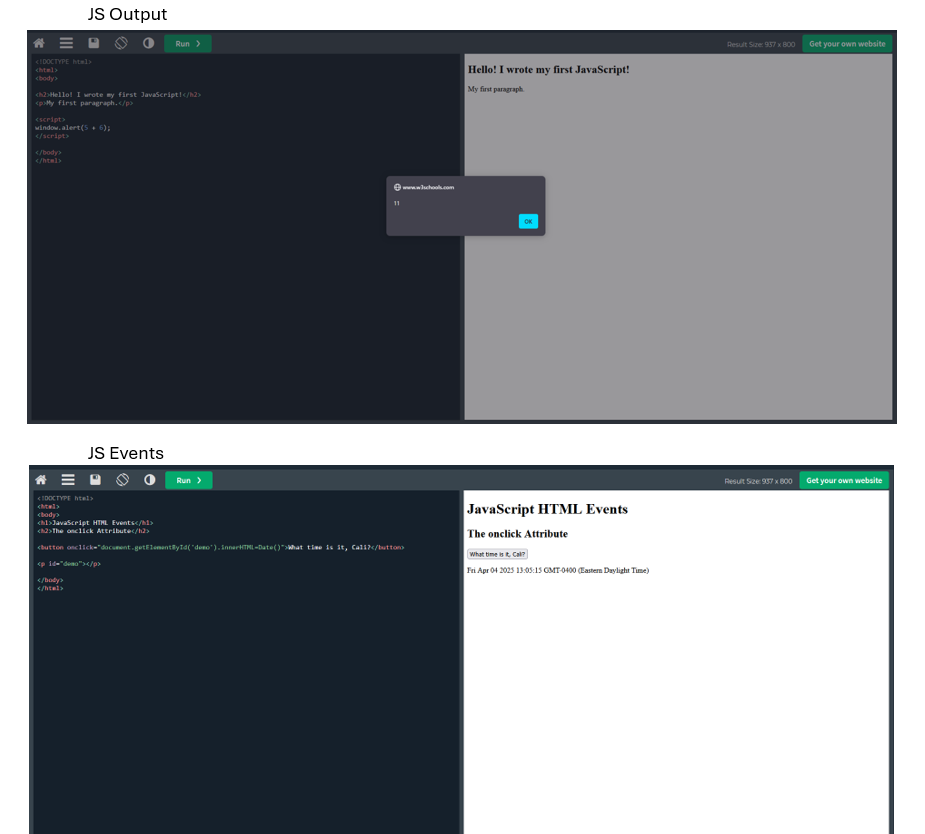 JS Output
Run ❯
Result Size: 937 x 800
Get your own website
<!DOCTYPE html>
<html>
<body>
<h2>Hello! I wrote my first JavaScript!</h2>
<p>My first paragraph.</p>
<script>
window.alert(5 + 6);
</script>
</body>
</html>
Hello! I wrote my first JavaScript!
My first paragraph.
www.w3schools.com
11
OK
JS Events
Run ❯
Result Size: 937 x 800
Get your own website
<!DOCTYPE html>
<html>
<body>
<h1>JavaScript HTML Events</h1>
<h2>The onclick Attribute</h2>
<button onclick="document.getElementById('demo').innerHTML=Date()">What time is it, Cali?</button>
<p id="demo"></p>
</body>
</html>
JavaScript HTML Events
The onclick Attribute
What time is it, Cali?
Fri Apr 04 2025 13:05:15 GMT-0400 (Eastern Daylight Time)